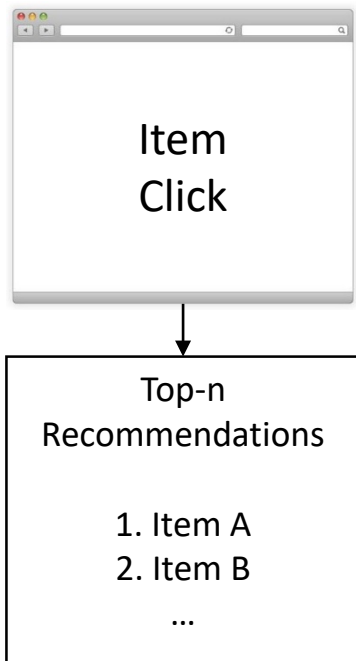 Item
Click
Top-n
Recommendations
1. Item A
2. Item B
...